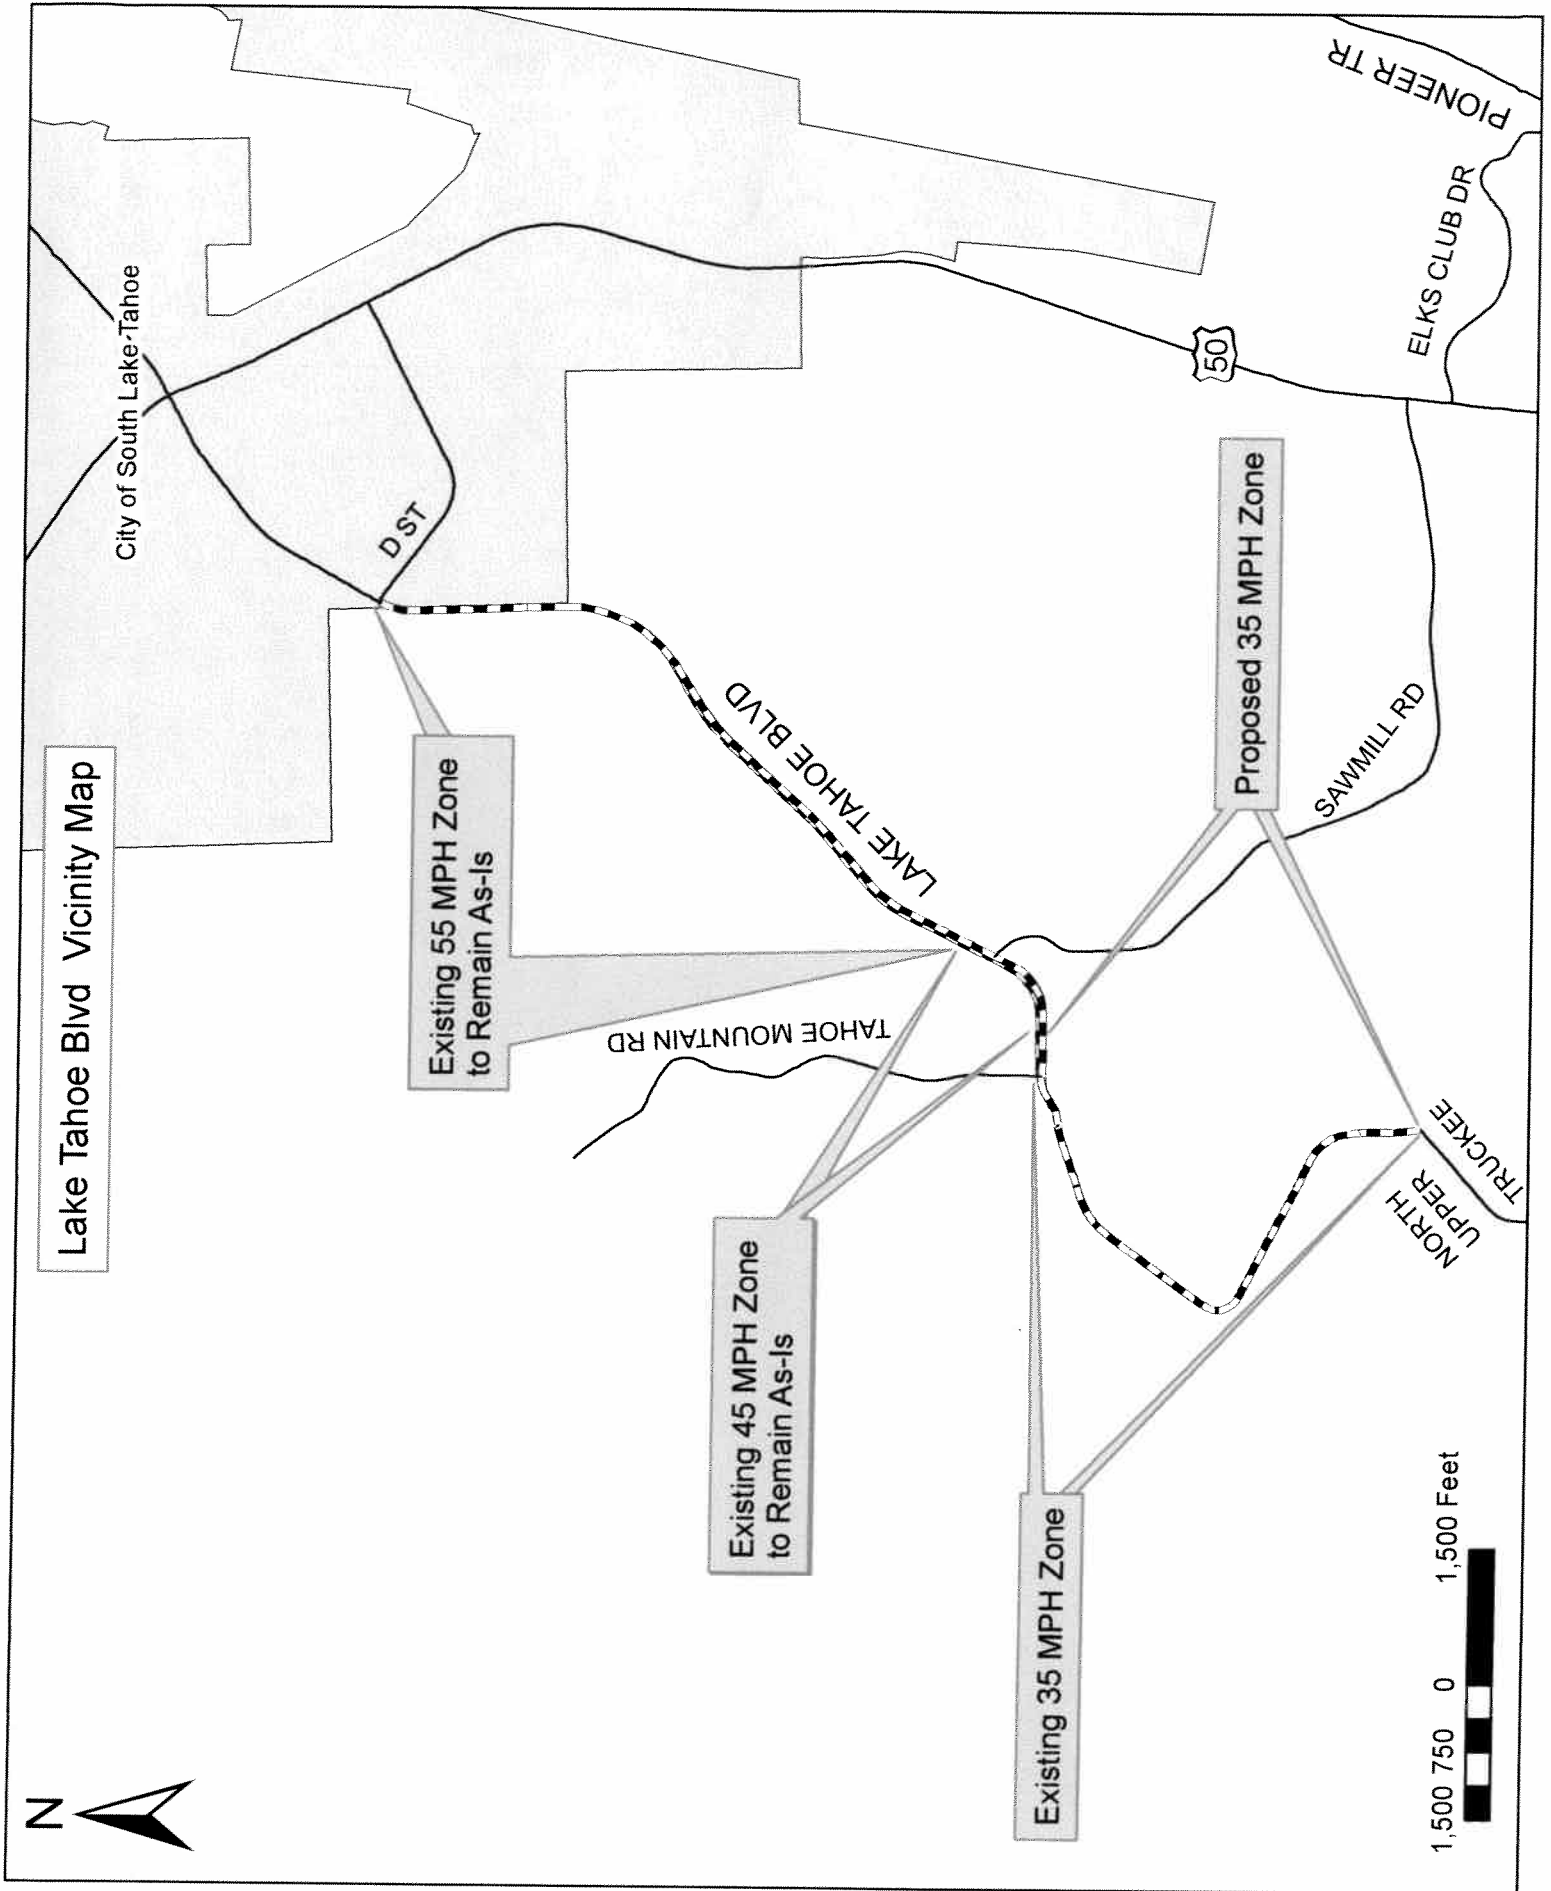 Lake Tahoe Blvd Vicinity Map
N
City of South Lake Tahoe
D ST
Existing 55 MPH Zone
to Remain As-Is
LAKE TAHOE BLVD
TAHOE MOUNTAIN RD
Existing 45 MPH Zone
to Remain As-Is
Existing 35 MPH Zone
Proposed 35 MPH Zone
SAWMILL RD
50
ELKS CLUB DR
PIONEER TR
NORTH
UPPER
TRUCKEE
1,500 750 0 1,500 Feet